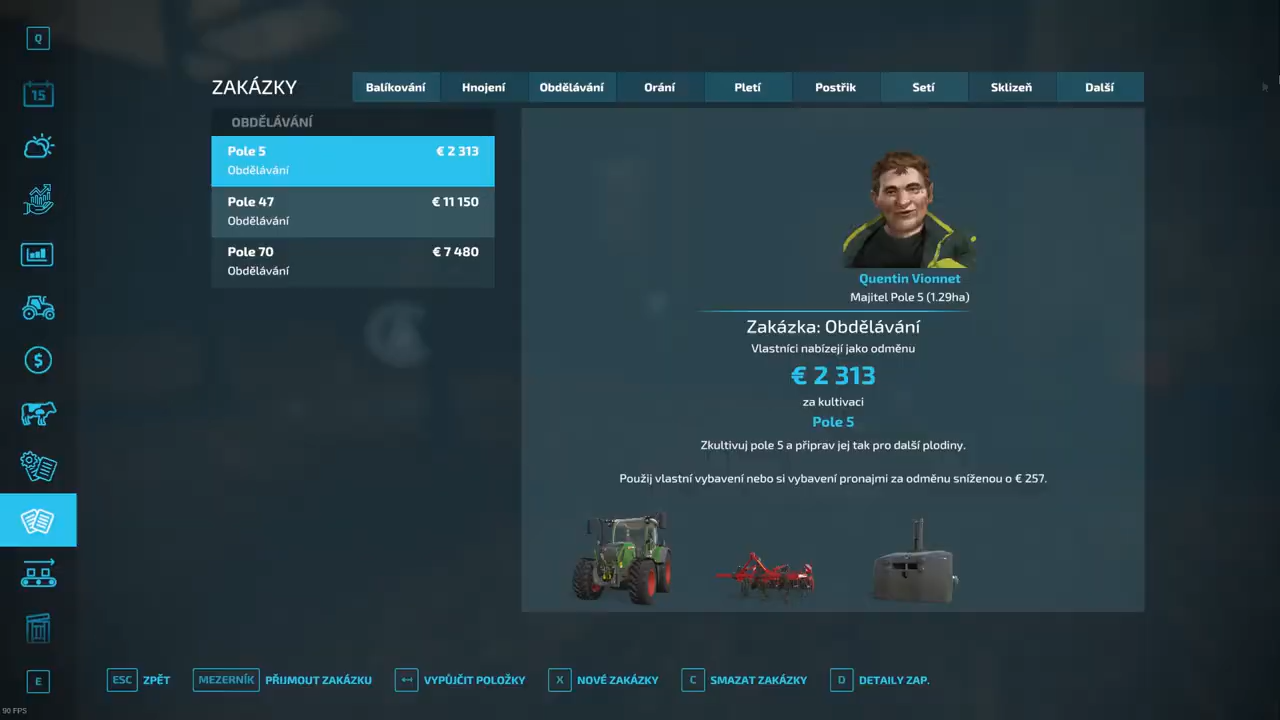 Q
15
ZAKÁZKY
Balíkování
Hnojení
Obdělávání
Orání
Pletí
Postřik
Setí
Sklizeň
Další
OBDĚLÁVÁNÍ
Pole 5 € 2 313
Obdělávání
Pole 47 € 11 150
Obdělávání
Pole 70 € 7 480
Obdělávání
Quentin Vionnet
Majitel Pole 5 (1.29ha)
Zakázka: Obdělávání
Vlastníci nabízejí jako odměnu
€ 2 313
za kultivaci
Pole 5
Zkultivuj pole 5 a připrav jej tak pro další plodiny.
Použij vlastní vybavení nebo si vybavení pronajmi za odměnu sníženou o € 257.
E
ESC ZPĚT
MEZERNÍK PŘIJMOUT ZAKÁZKU
↤ VYPŮJČIT POLOŽKY
X NOVÉ ZAKÁZKY
C SMAZAT ZAKÁZKY
D DETAILY ZAP.
90 FPS